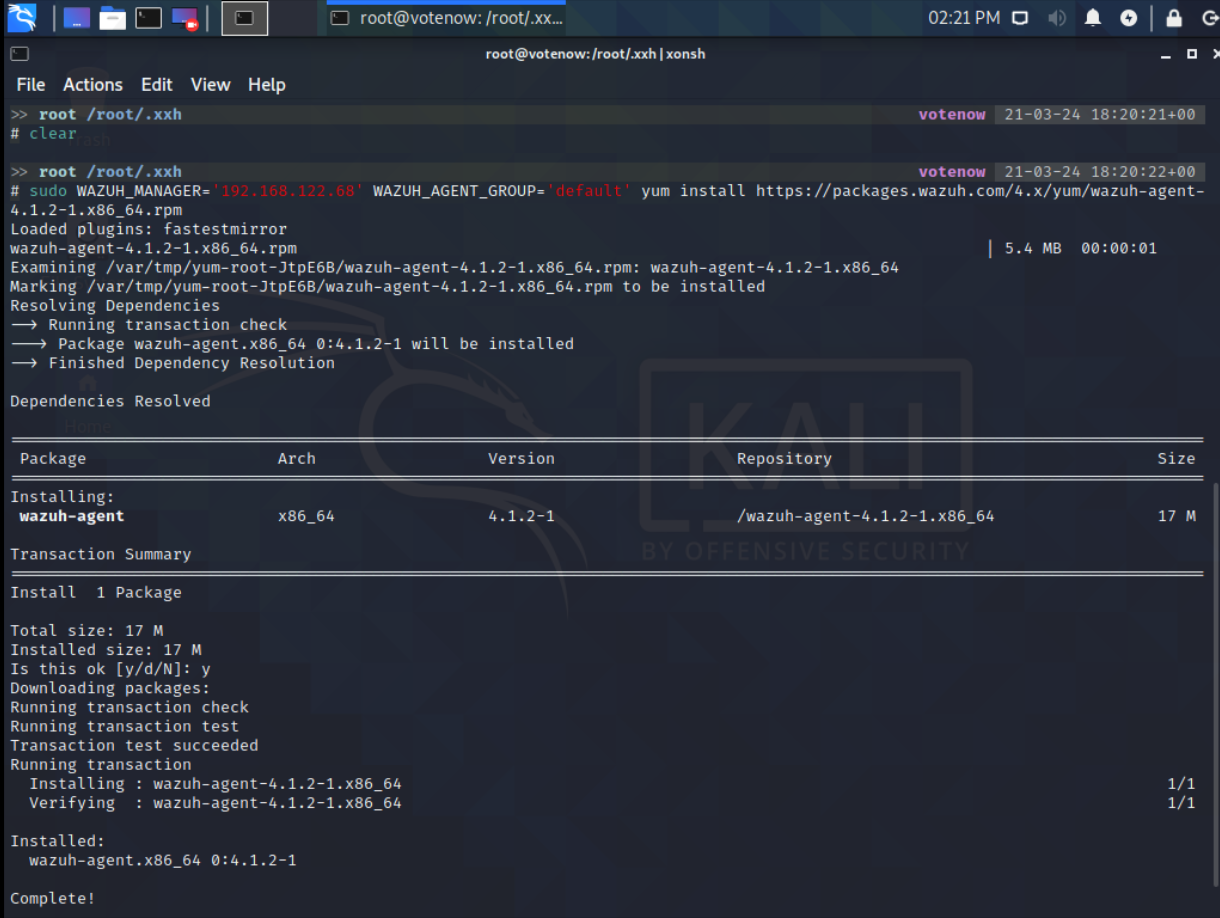 root@votenow: /root/.xx...
02:21 PM
root@votenow:/root/.xxh | xonsh
File Actions Edit View Help
>> root /root/.xxh votenow 21-03-24 18:20:21+00
# clear
>> root /root/.xxh votenow 21-03-24 18:20:22+00
# sudo WAZUH_MANAGER='192.168.122.68' WAZUH_AGENT_GROUP='default' yum install https://packages.wazuh.com/4.x/yum/wazuh-agent-
4.1.2-1.x86_64.rpm
Loaded plugins: fastestmirror
wazuh-agent-4.1.2-1.x86_64.rpm | 5.4 MB 00:00:01
Examining /var/tmp/yum-root-JtpE6B/wazuh-agent-4.1.2-1.x86_64.rpm: wazuh-agent-4.1.2-1.x86_64
Marking /var/tmp/yum-root-JtpE6B/wazuh-agent-4.1.2-1.x86_64.rpm to be installed
Resolving Dependencies
--> Running transaction check
---> Package wazuh-agent.x86_64 0:4.1.2-1 will be installed
--> Finished Dependency Resolution
Dependencies Resolved
Home
KALI
Package Arch Version Repository Size
Installing:
wazuh-agent x86_64 4.1.2-1 /wazuh-agent-4.1.2-1.x86_64 17 M
BY OFFENSIVE SECURITY
Transaction Summary
Install 1 Package
Total size: 17 M
Installed size: 17 M
Is this ok [y/d/N]: y
Downloading packages:
Running transaction check
Running transaction test
Transaction test succeeded
Running transaction
Installing : wazuh-agent-4.1.2-1.x86_64 1/1
Verifying : wazuh-agent-4.1.2-1.x86_64 1/1
Installed:
wazuh-agent.x86_64 0:4.1.2-1
Complete!